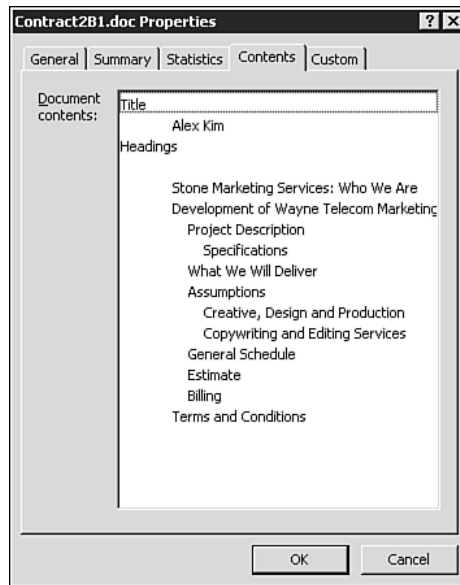 Contract2B1.doc Properties
General Summary Statistics Contents Custom
Document contents:
Title
Alex Kim
Headings
Stone Marketing Services: Who We Are
Development of Wayne Telecom Marketing
Project Description
Specifications
What We Will Deliver
Assumptions
Creative, Design and Production
Copywriting and Editing Services
General Schedule
Estimate
Billing
Terms and Conditions
OK Cancel